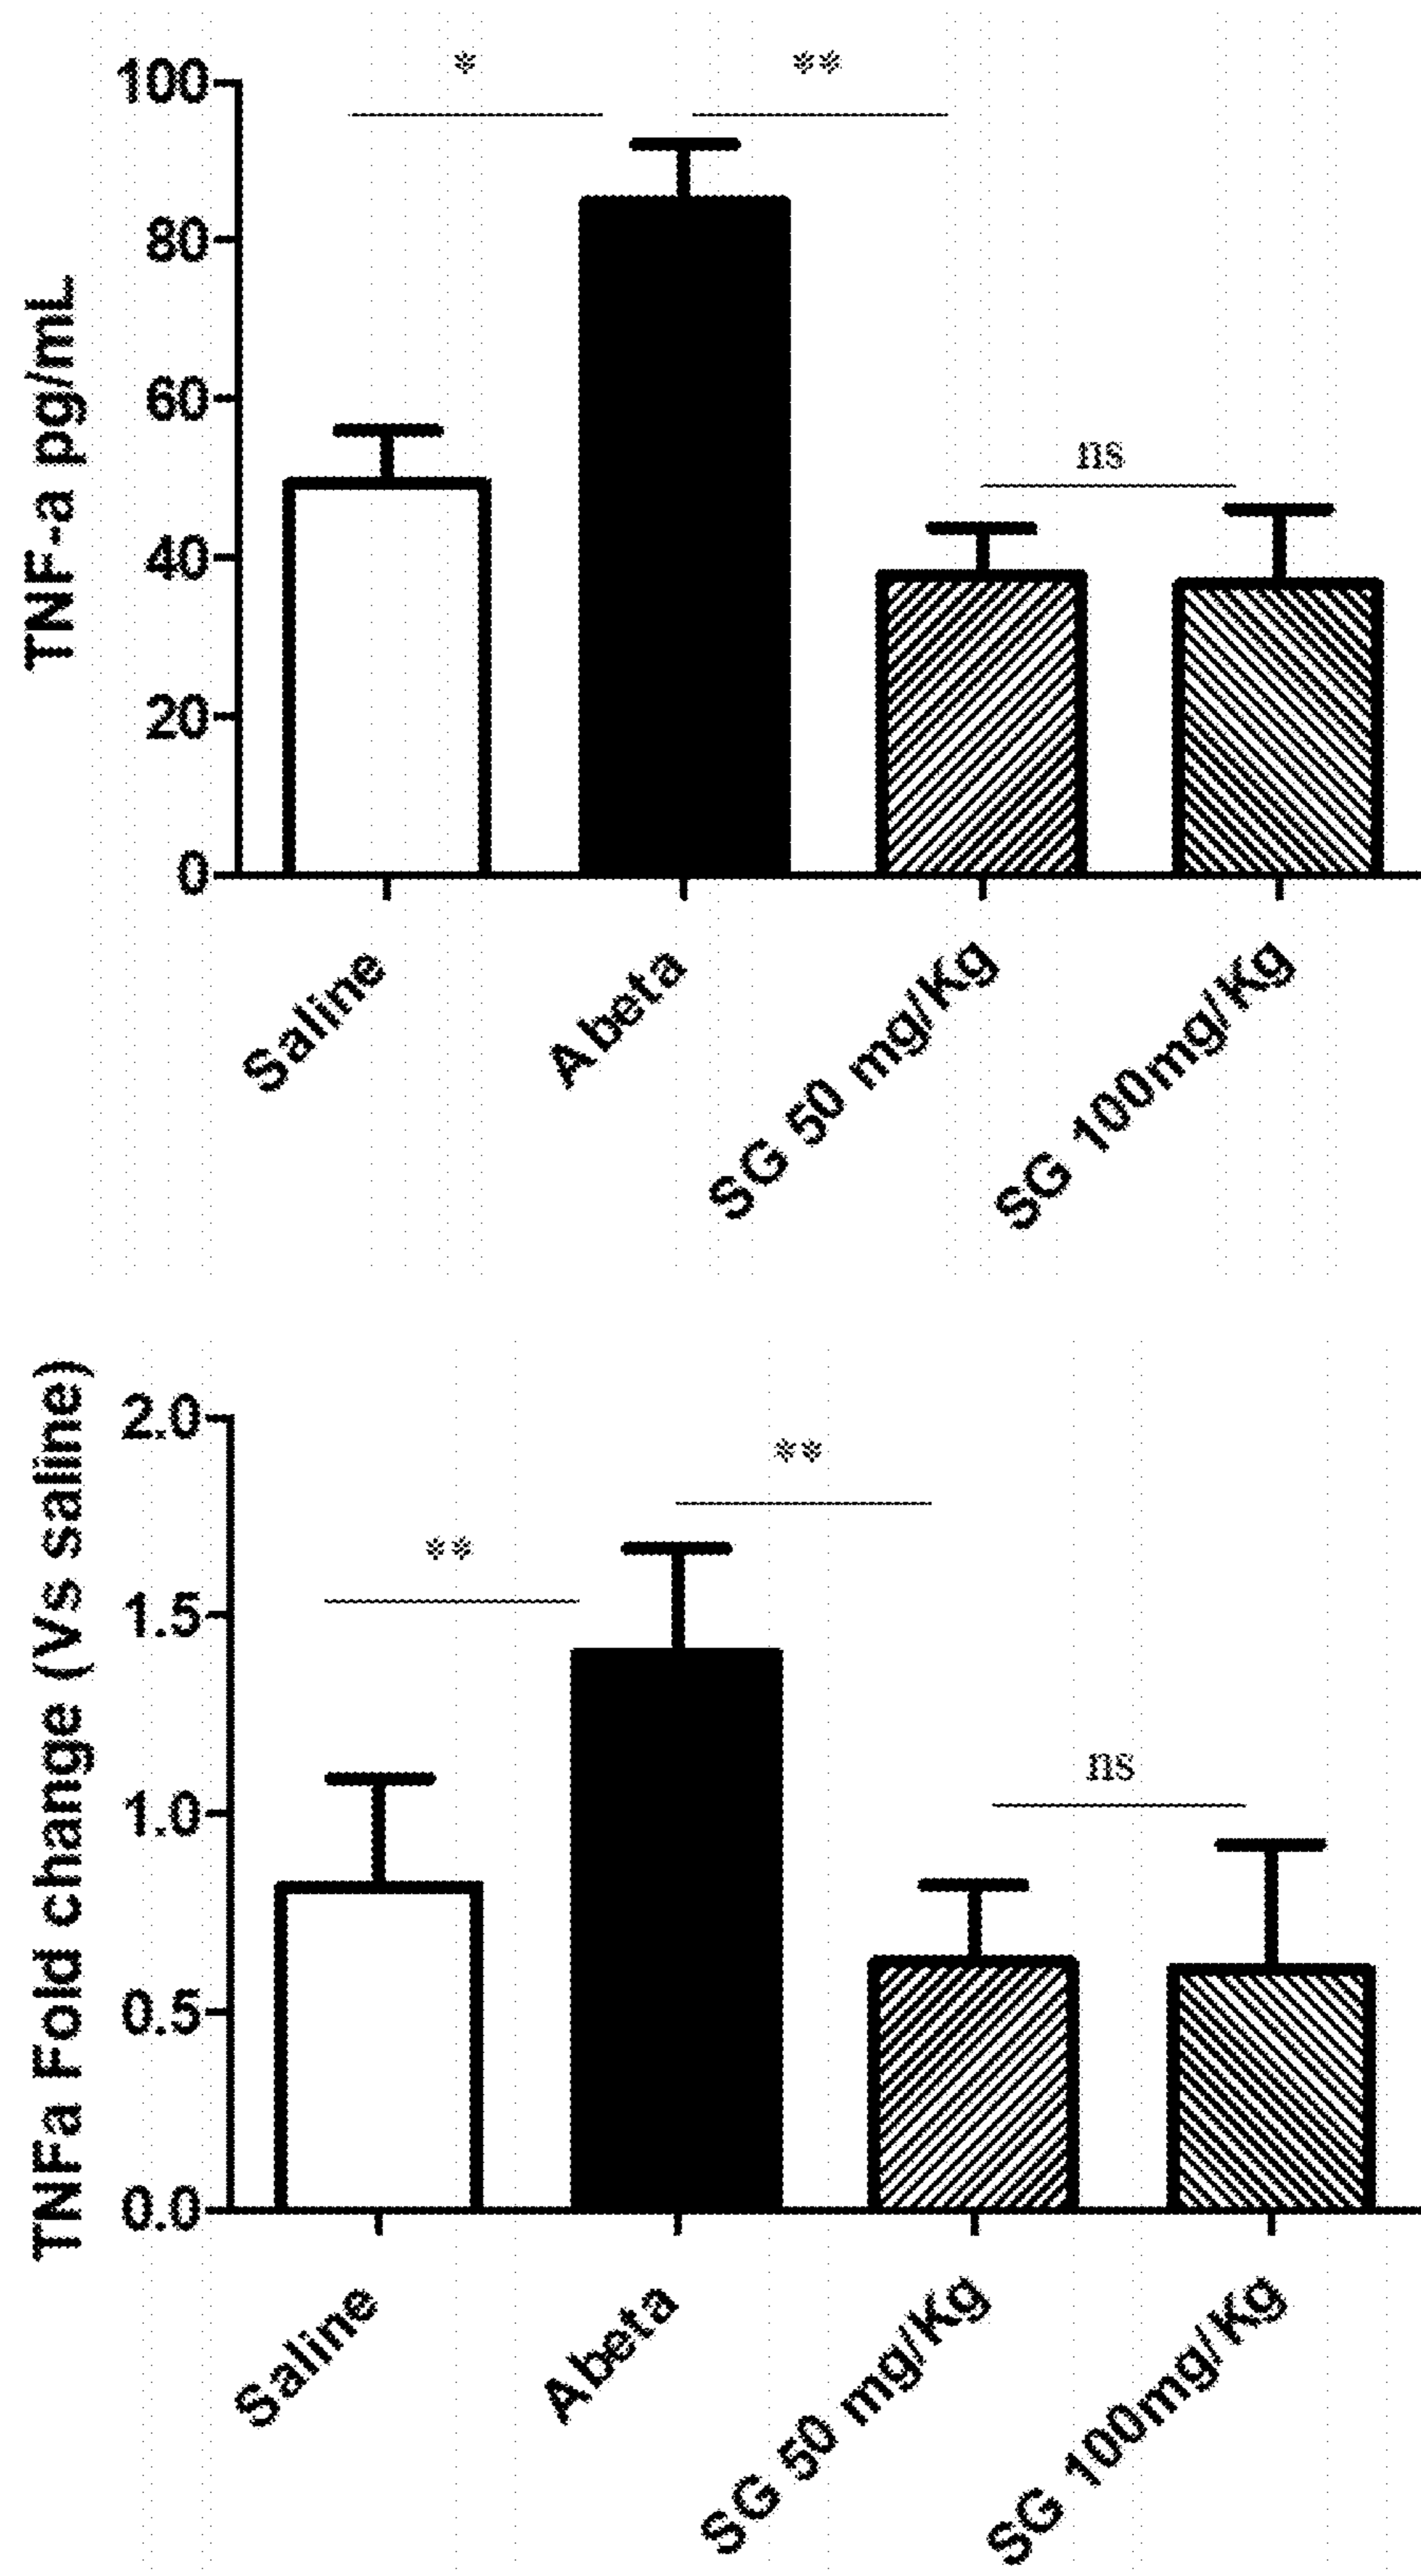 * **
100
80
60
40
20
0
TNF-a pg/mL
ns
Saline
Abeta
SG 50 mg/Kg
SG 100mg/Kg
2.0
1.5
1.0
0.5
0.0
TNFa Fold change (Vs saline)
**
**
ns
Saline
Abeta
SG 50 mg/Kg
SG 100mg/Kg